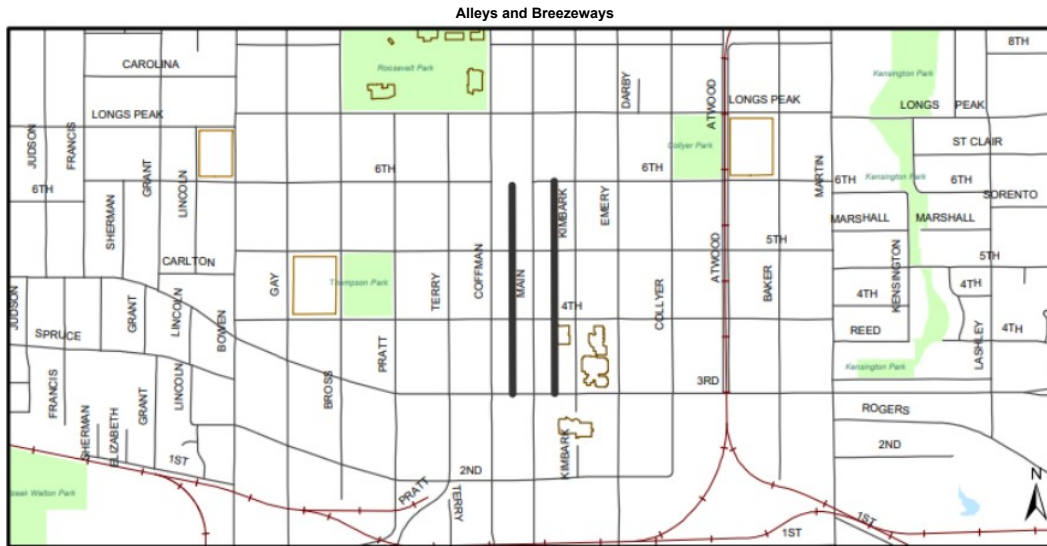 Alleys and Breezeways
8TH
CAROLINA
Roosevelt Park
Kensington Park
DARBY
ATWOOD
LONGS PEAK
LONGS PEAK
LONGS PEAK
JUDSON
FRANCIS
ST CLAIR
Collyer Park
6TH
GRANT
LINCOLN
6TH
6TH
MARTIN
6TH
Kensington Park
6TH
SORENTO
SHERMAN
KIMBARK
EMERY
MARSHALL
MARSHALL
CARLTON
ATWOOD
5TH
5TH
GAY
Thompson Park
TERRY
COFFMAN
MAIN
BAKER
KENSINGTON
JUDSON
GRANT
LINCOLN
BOWEN
4TH
COLLYER
4TH
4TH
SPRUCE
REED
4TH
LASHLEY
PRATT
Kensington Park
FRANCIS
GRANT
LINCOLN
BROSS
3RD
SHERMAN
ELIZABETH
ROGERS
KIMBARK
2ND
1ST
2ND
PRATT
TERRY
N
1ST
1ST